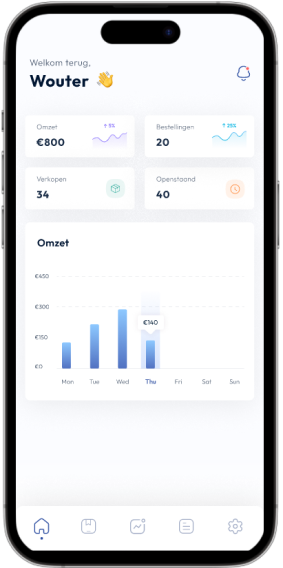 Welkom terug,
Wouter 👋
Omzet
↑ 5%
€800
Bestellingen
↑ 25%
20
Verkopen
34
Openstaand
40
Omzet
€450
€300
€140
€150
€0
Mon Tue Wed Thu Fri Sat Sun